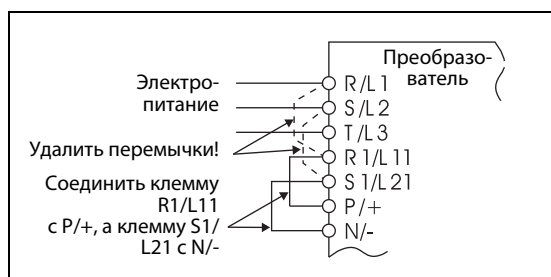 Преобразо-
ватель
Электро-
питание
R/L1
S/L2
T/L3
Удалить перемычки!
R1/L11
Соединить клемму
R1/L11
с P/+, а клемму S1/
L21 с N/-
S1/L21
P/+
N/-